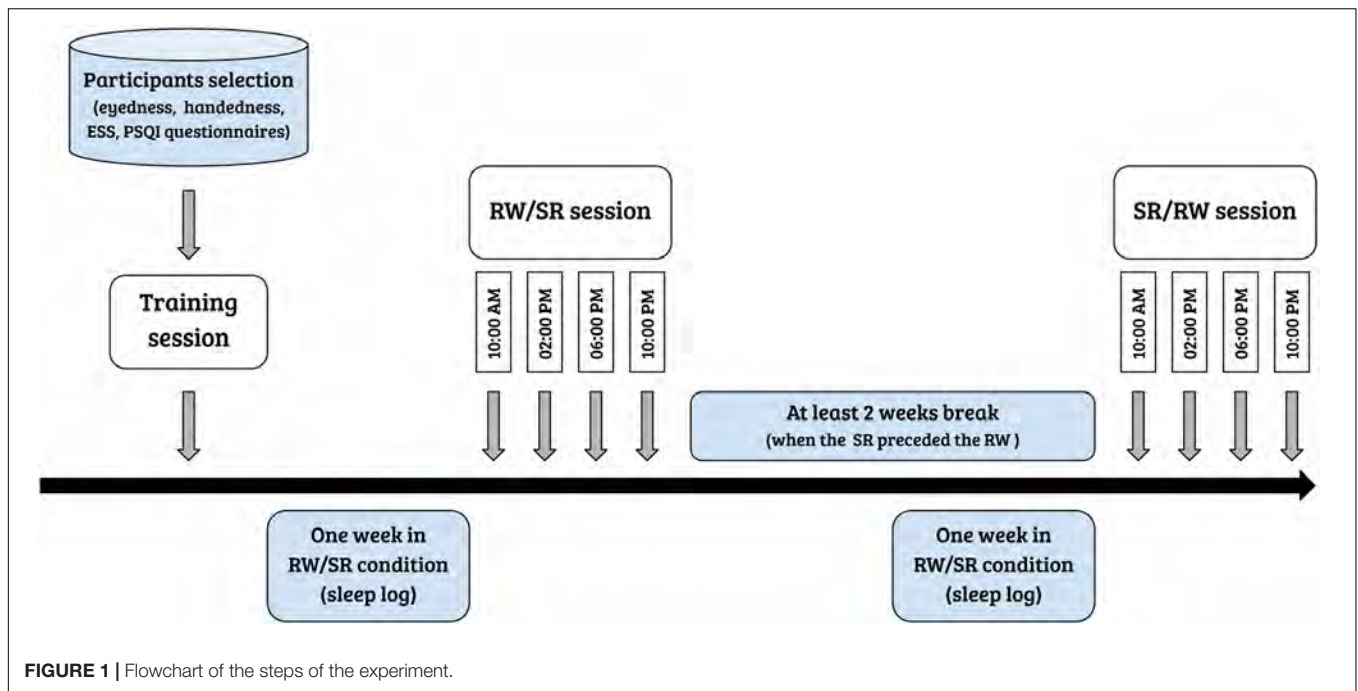 Participants selection
(eyedness, handedness,
ESS, PSQI questionnaires)
Training
session
RW/SR session
10:00 AM
02:00 PM
06:00 PM
10:00 PM
At least 2 weeks break
(when the SR preceded the RW )
SR/RW session
10:00 AM
02:00 PM
06:00 PM
10:00 PM
One week in
RW/SR condition
(sleep log)
One week in
RW/SR condition
(sleep log)
FIGURE 1 | Flowchart of the steps of the experiment.